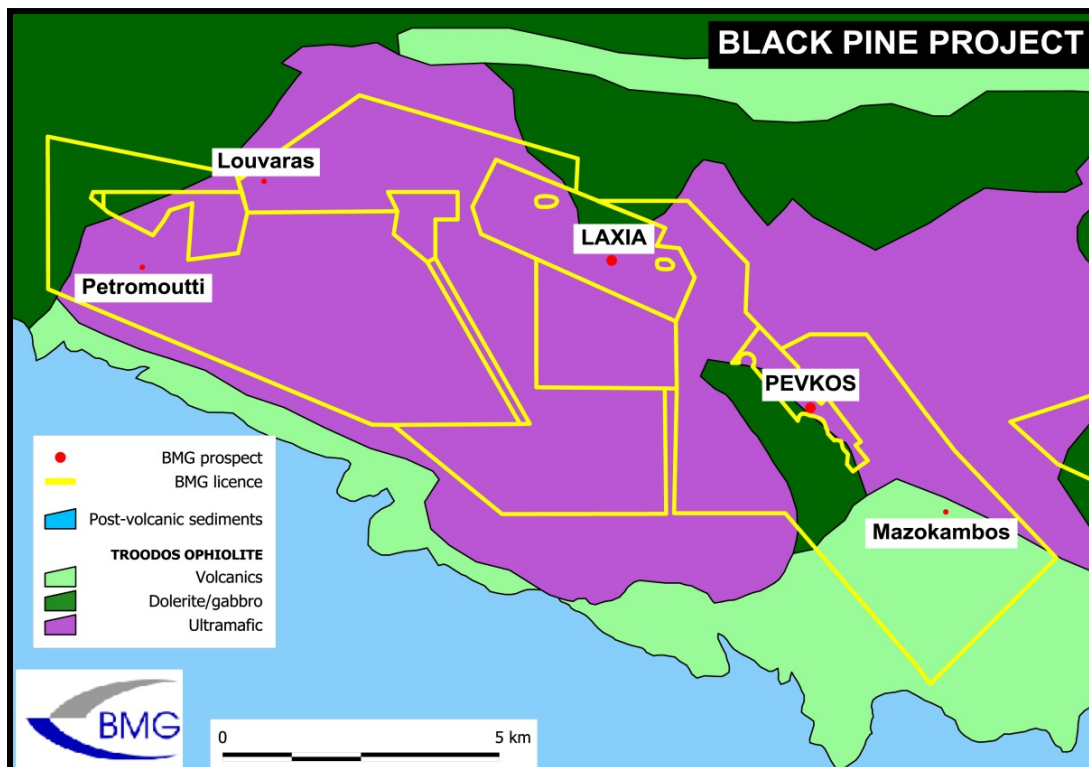 BLACK PINE PROJECT
Louvaras
LAXIA
Petromoutti
PEVKOS
Mazokambos
BMG prospect
BMG licence
Post-volcanic sediments
TROODOS OPHIOLITE
Volcanics
Dolerite/gabbro
Ultramafic
BMG
0 5 km